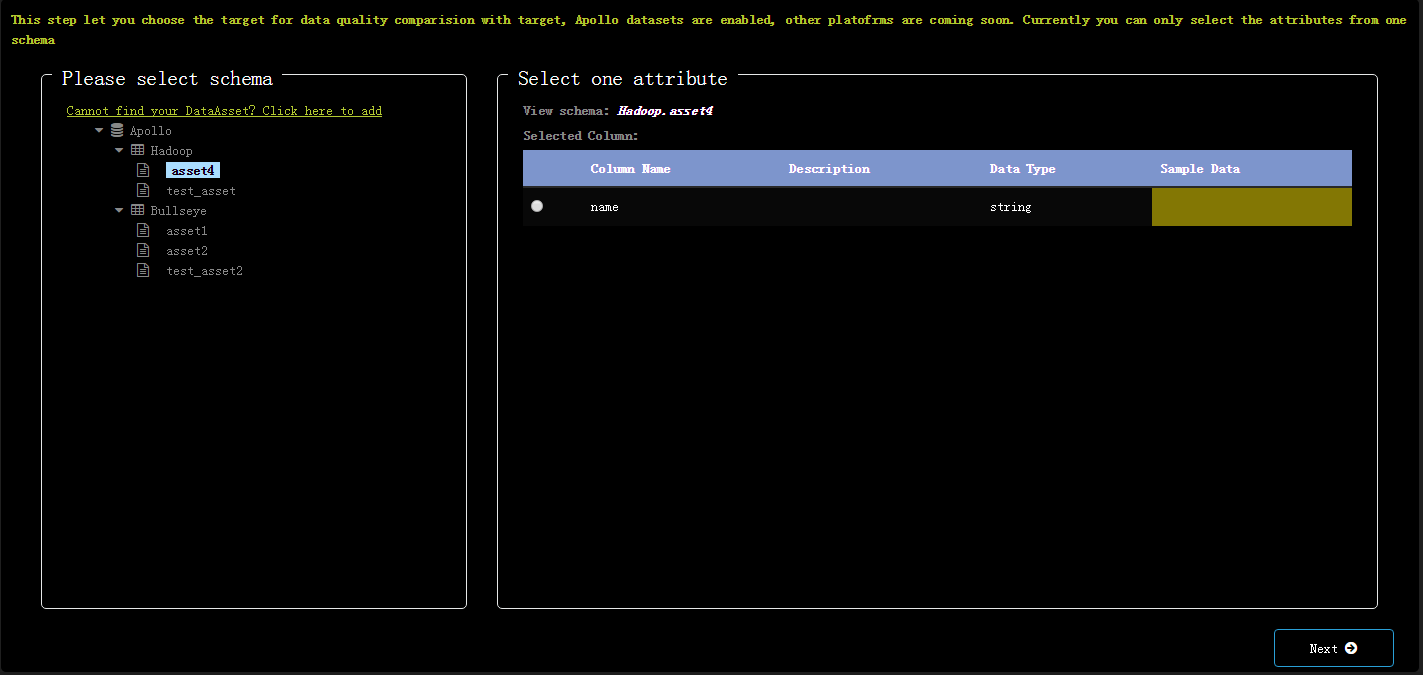 This step let you choose the target for data quality comparision with target, Apollo datasets are enabled, other platofrms are coming soon. Currently you can only select the attributes from one
schema
Please select schema
Cannot find your DataAsset? Click here to add
Apollo
Hadoop
asset4
test_asset
Bullseye
asset1
asset2
test_asset2
Select one attribute
View schema: Hadoop.asset4
Selected Column:
Column Name Description Data Type Sample Data
name string
Next